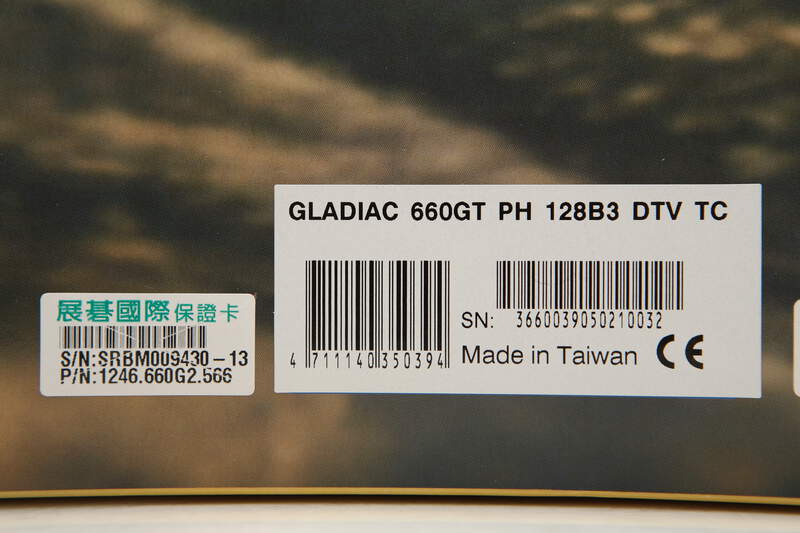 GLADIAC 660GT PH 128B3 DTV TC
4 711140 350394
SN: 3660039050210032
Made in Taiwan CE
展碁國際保證卡
S/N:SRBM009430-13
P/N:1246.660G2.566